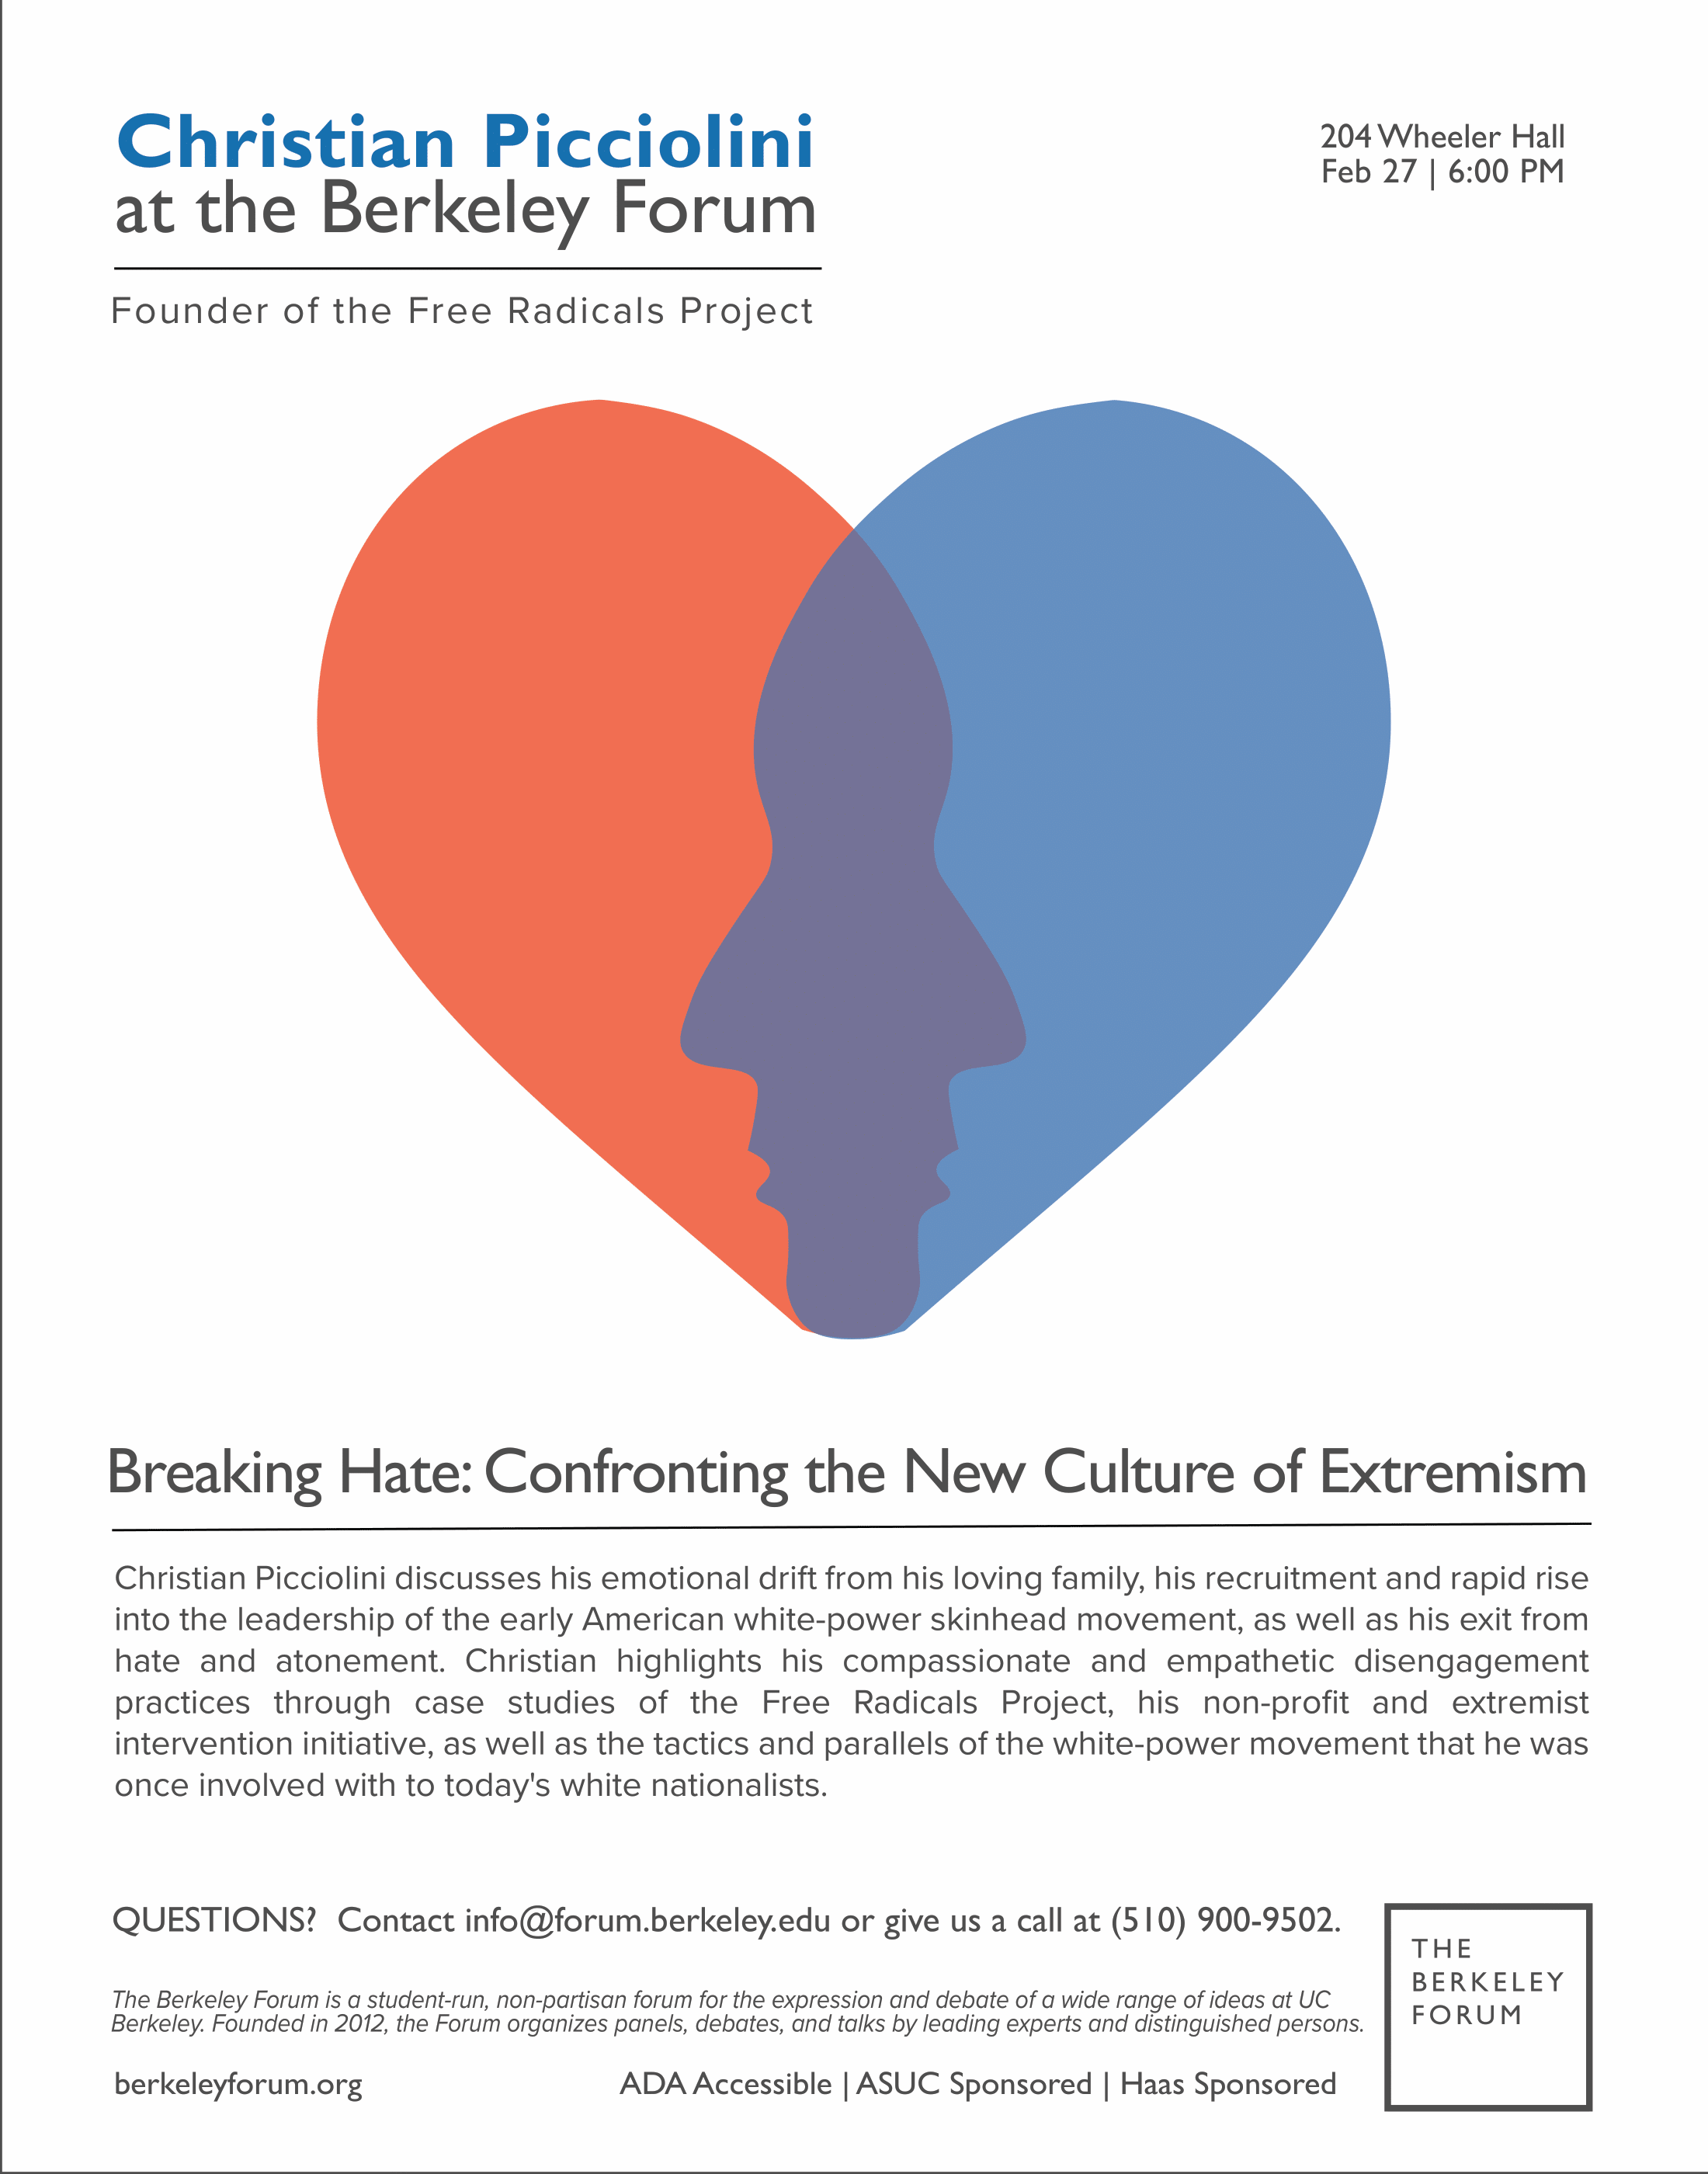 Christian Picciolini
at the Berkeley Forum
Founder of the Free Radicals Project
204 Wheeler Hall
Feb 27 | 6:00 PM
Breaking Hate: Confronting the New Culture of Extremism
Christian Picciolini discusses his emotional drift from his loving family, his recruitment and rapid rise
into the leadership of the early American white-power skinhead movement, as well as his exit from
hate and atonement. Christian highlights his compassionate and empathetic disengagement
practices through case studies of the Free Radicals Project, his non-profit and extremist
intervention initiative, as well as the tactics and parallels of the white-power movement that he was
once involved with to today's white nationalists.
QUESTIONS? Contact info@forum.berkeley.edu or give us a call at (510) 900-9502.
The Berkeley Forum is a student-run, non-partisan forum for the expression and debate of a wide range of ideas at UC
Berkeley. Founded in 2012, the Forum organizes panels, debates, and talks by leading experts and distinguished persons.
berkeleyforum.org
ADA Accessible | ASUC Sponsored | Haas Sponsored
THE
BERKELEY
FORUM